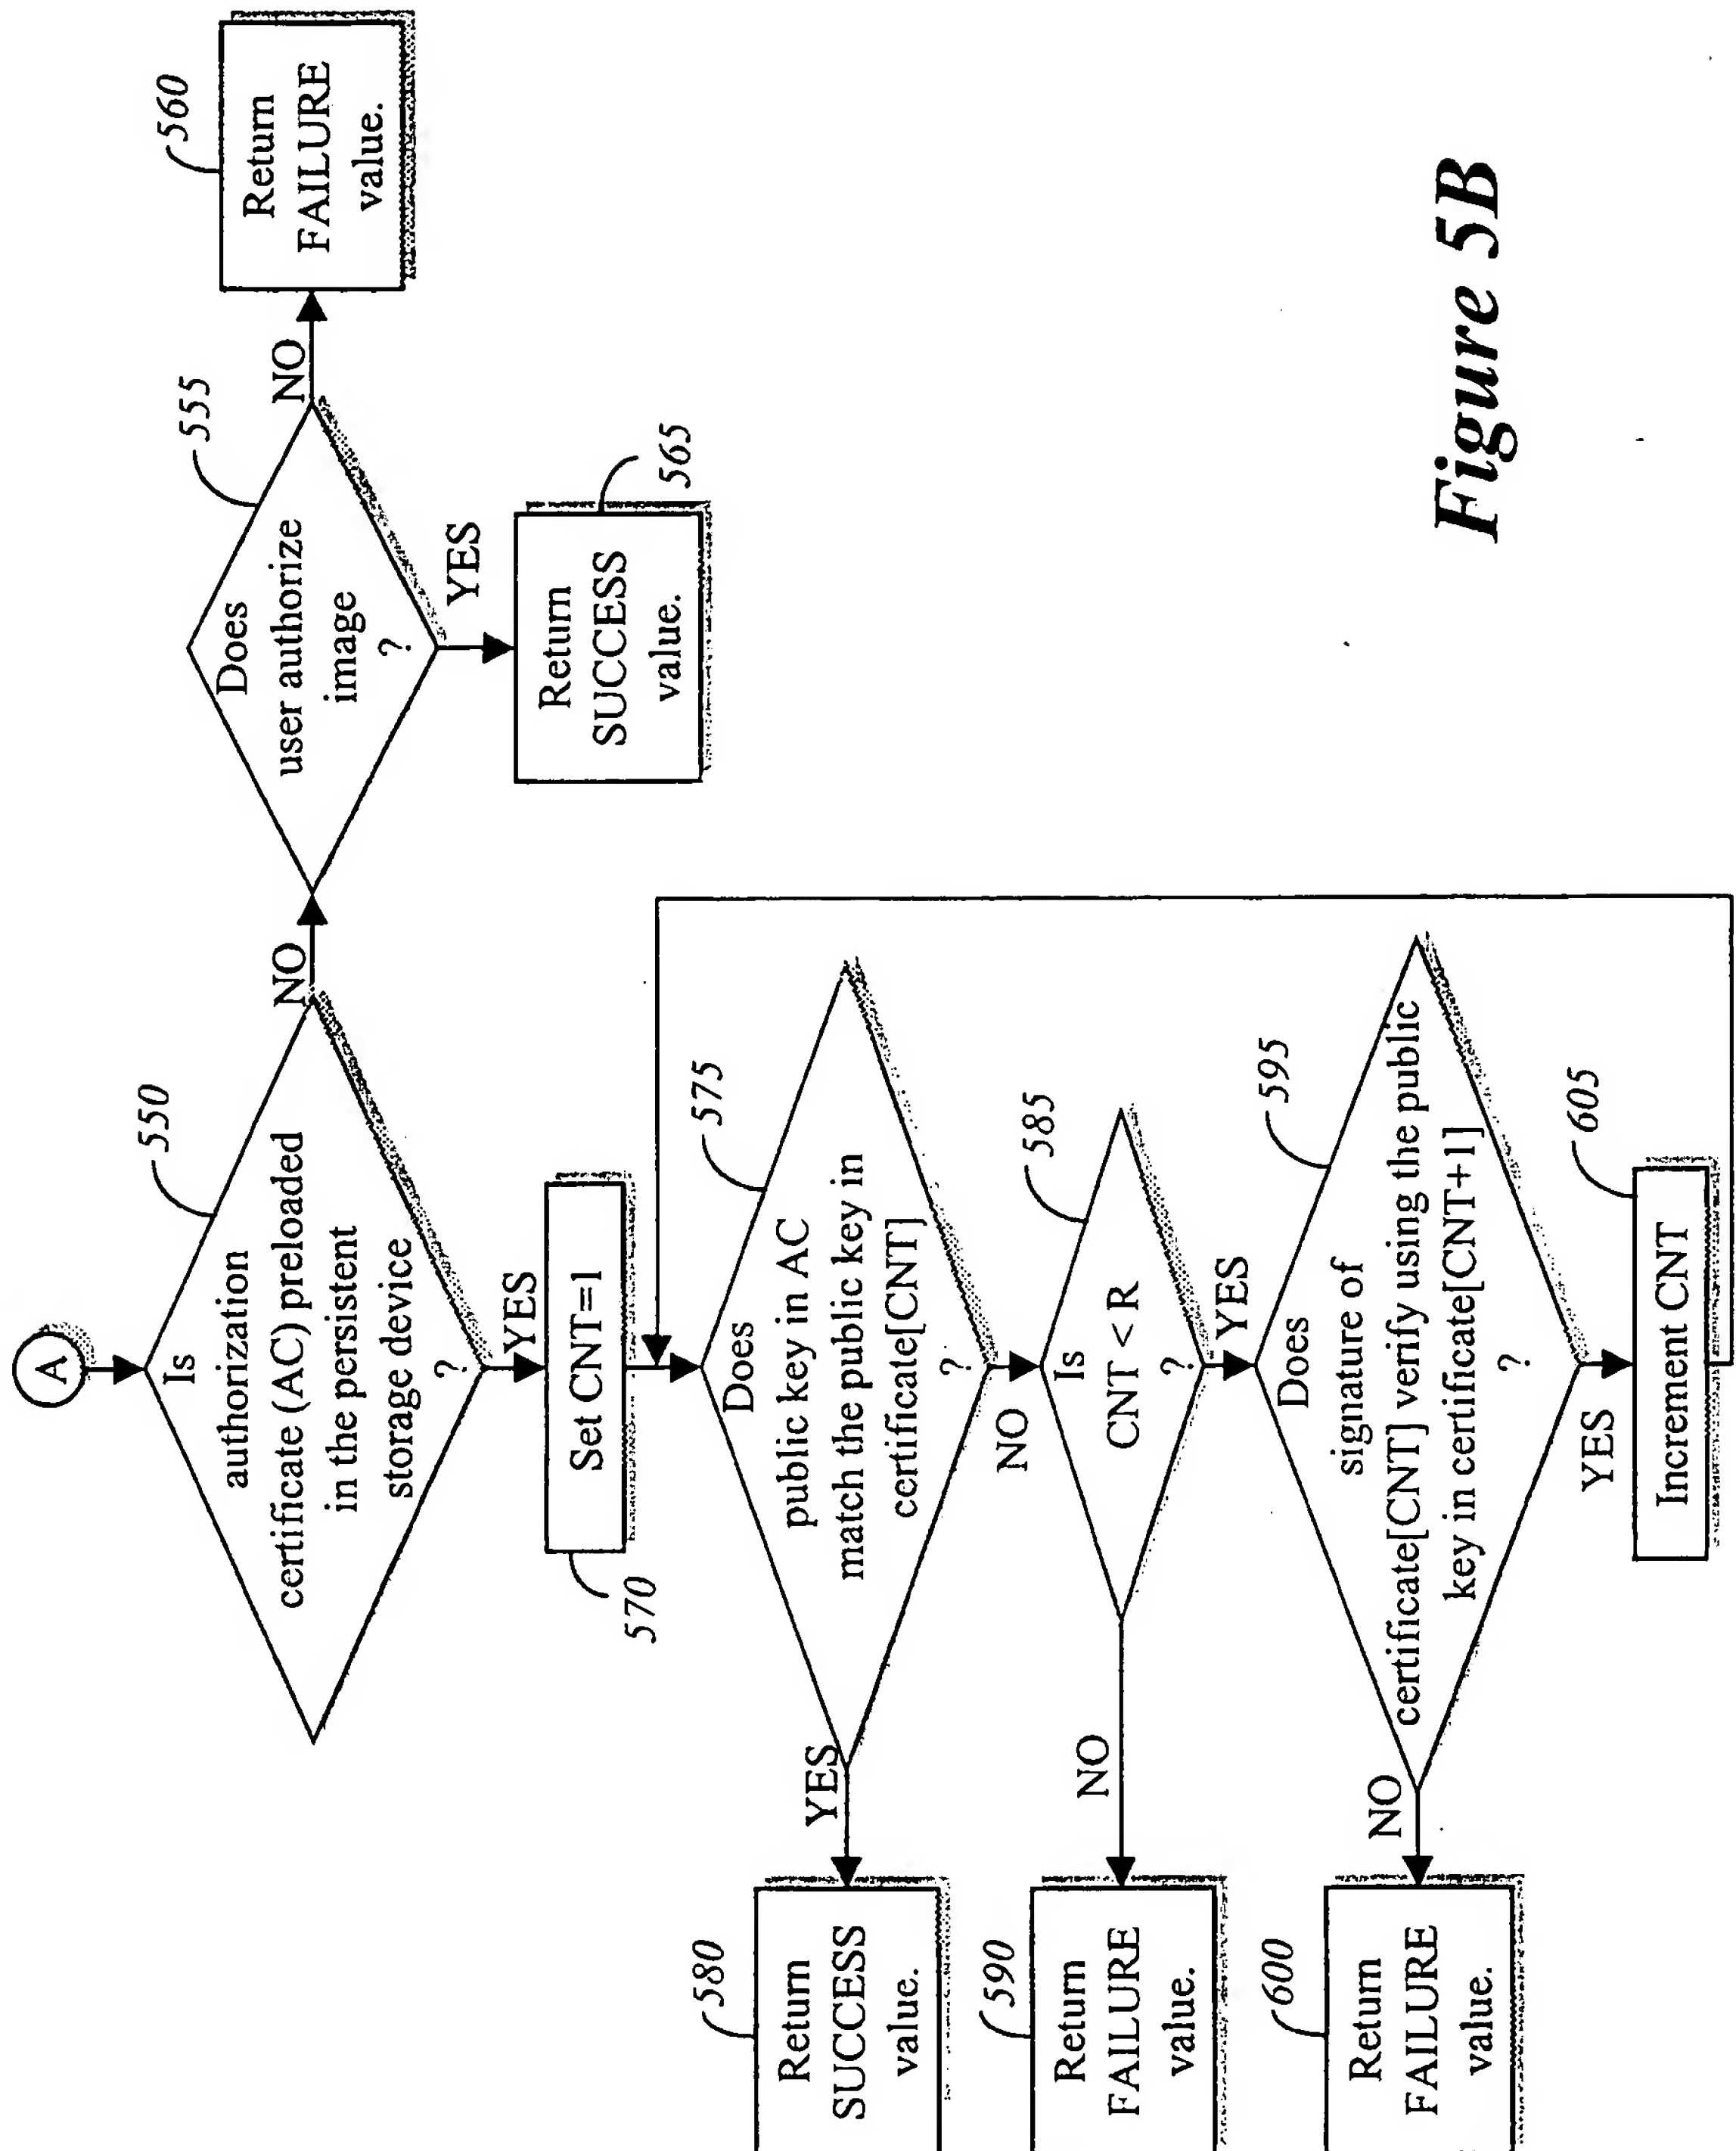 A
550
Is
authorization
certificate (AC) preloaded
in the persistent
storage device
?
NO
YES
555
Does
user authorize
image
?
NO
YES
560
Return
FAILURE
value.
565
Return
SUCCESS
value.
570
Set CNT=1
575
Does
public key in AC
match the public key in
certificate[CNT]
?
YES
NO
580
Return
SUCCESS
value.
585
Is
CNT < R
?
NO
YES
590
Return
FAILURE
value.
595
Does
signature of
certificate[CNT] verify using the public
key in certificate[CNT+1]
?
NO
YES
600
Return
FAILURE
value.
605
Increment CNT
Figure 5B